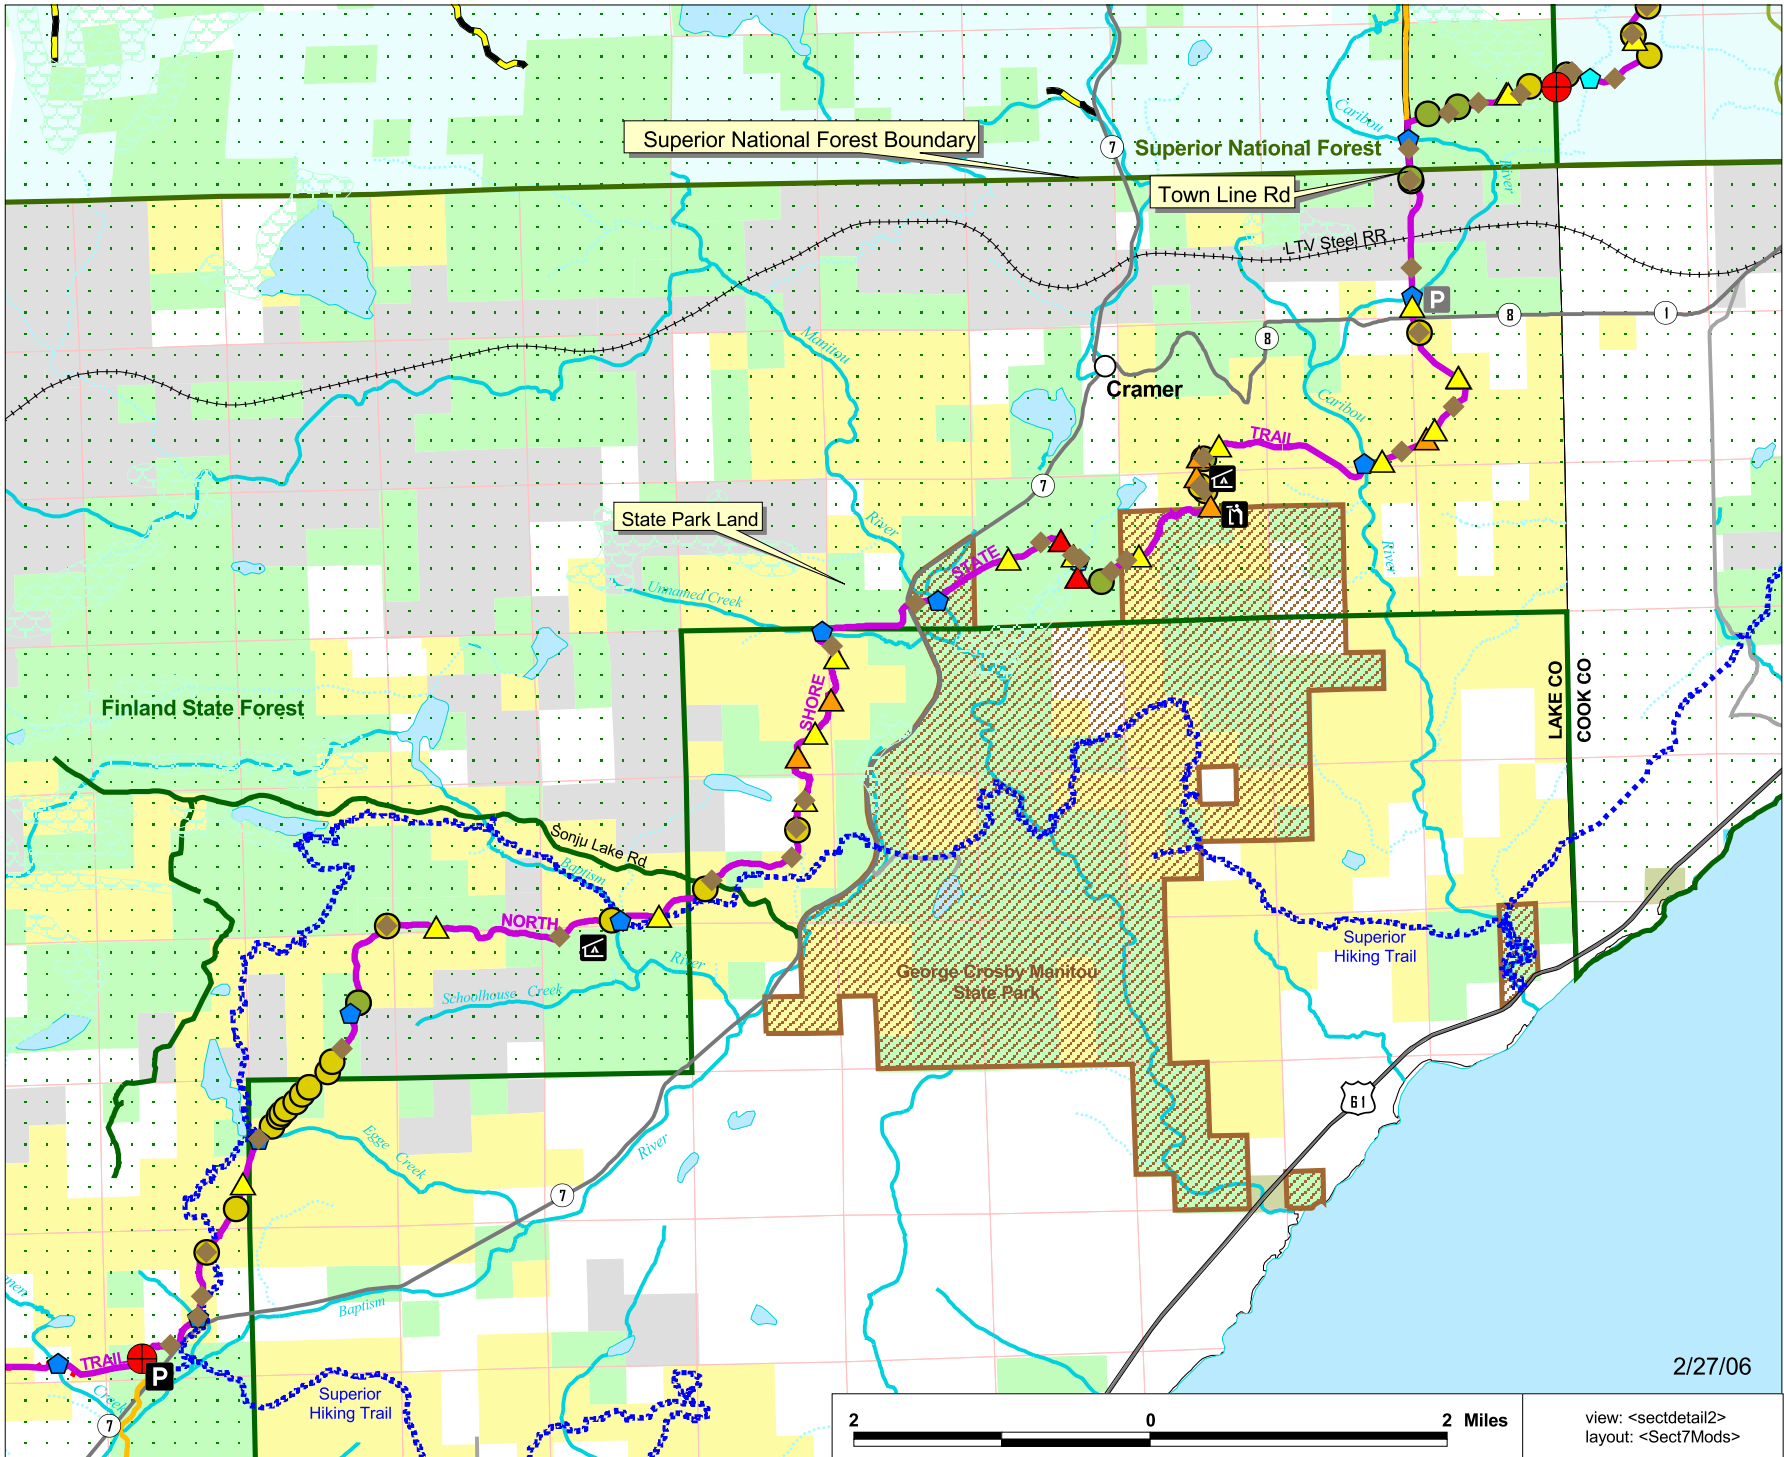 Caribou
River
Superior National Forest Boundary
7
Superior National Forest
Town Line Rd
LTV Steel RR
P
8
1
8
Manitou
River
Cramer
Caribou
River
TRAIL
7
State Park Land
STATE
Unnamed Creek
SHORE
Finland State Forest
LAKE CO
COOK CO
Sonju Lake Rd
Baptism
River
NORTH
Superior
Hiking Trail
George Crosby Manitou
State Park
Schoolhouse Creek
61
Egge Creek
River
7
Baptism
TRAIL
P
Creek
7
Superior
Hiking Trail
2/27/06
2 0 2 Miles
view: <sectdetail2>
layout: <Sect7Mods>